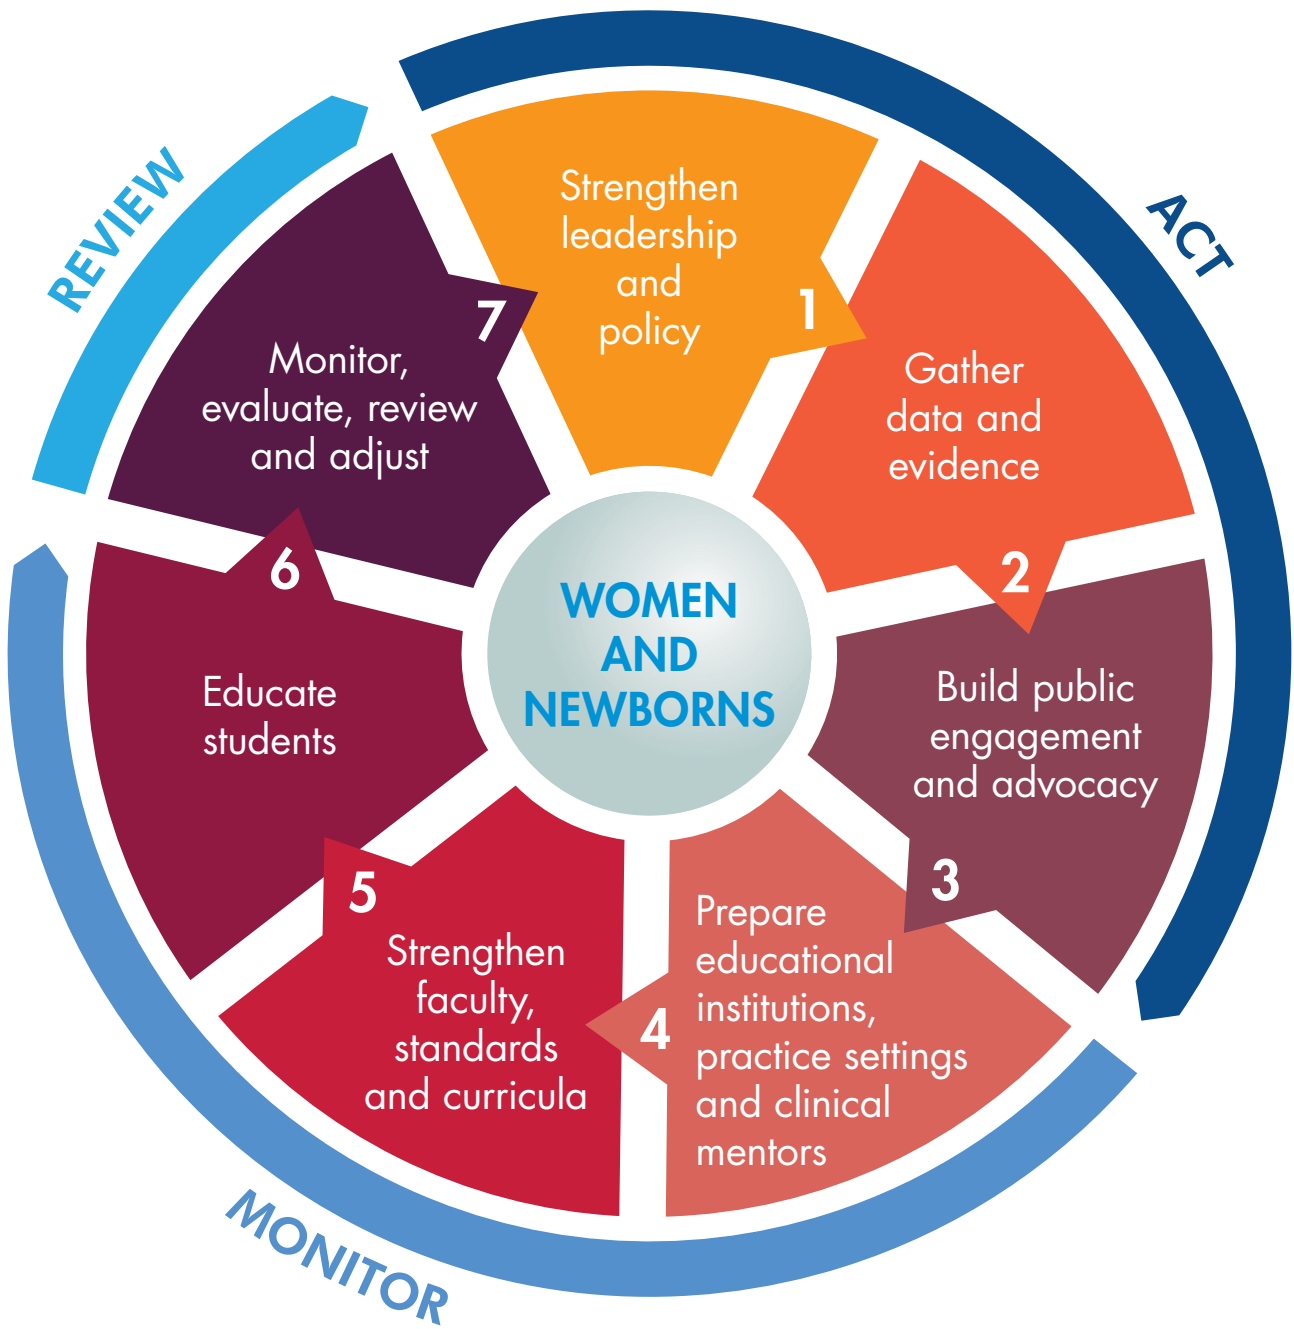 ACT
Strengthen
leadership
and
policy
1
Gather
data and
evidence
2
Build public
engagement
and advocacy
3
Prepare
educational
institutions,
practice settings
and clinical
mentors
4
MONITOR
Strengthen
faculty,
standards
and curricula
5
Educate
students
6
REVIEW
Monitor,
evaluate, review
and adjust
7
WOMEN
AND
NEWBORNS